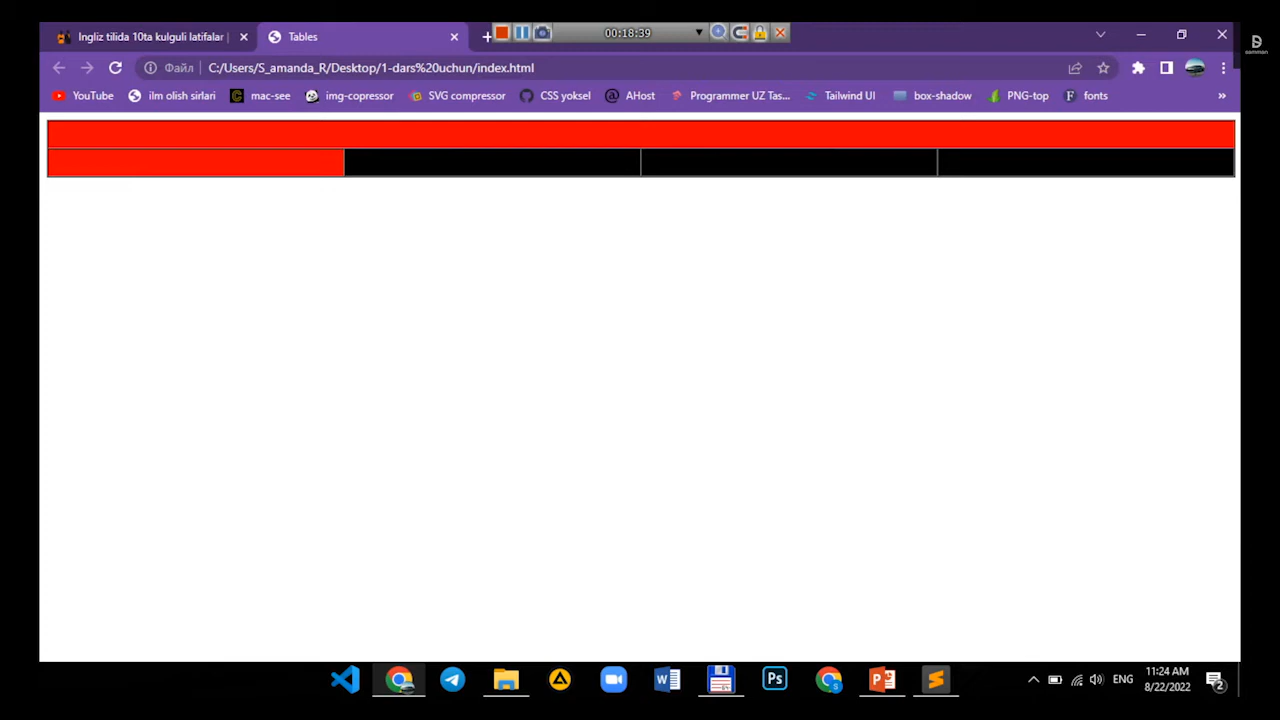 Ingliz tilida 10ta kulguli latifalar |
Tables
00:18:39
Файл
C:/Users/S_amanda_R/Desktop/1-dars%20uchun/index.html
YouTube
ilm olish sirlari
mac-see
img-copressor
SVG compressor
CSS yoksel
AHost
Programmer UZ Tas...
Tailwind UI
box-shadow
PNG-top
fonts
»
ENG
11:24 AM
8/22/2022
2